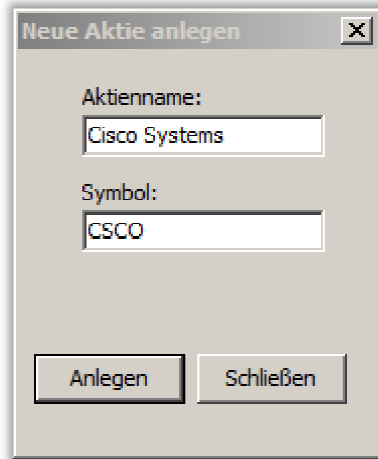 Neue Aktie anlegen
Aktienname:
Cisco Systems
Symbol:
CSCO
Anlegen
Schließen